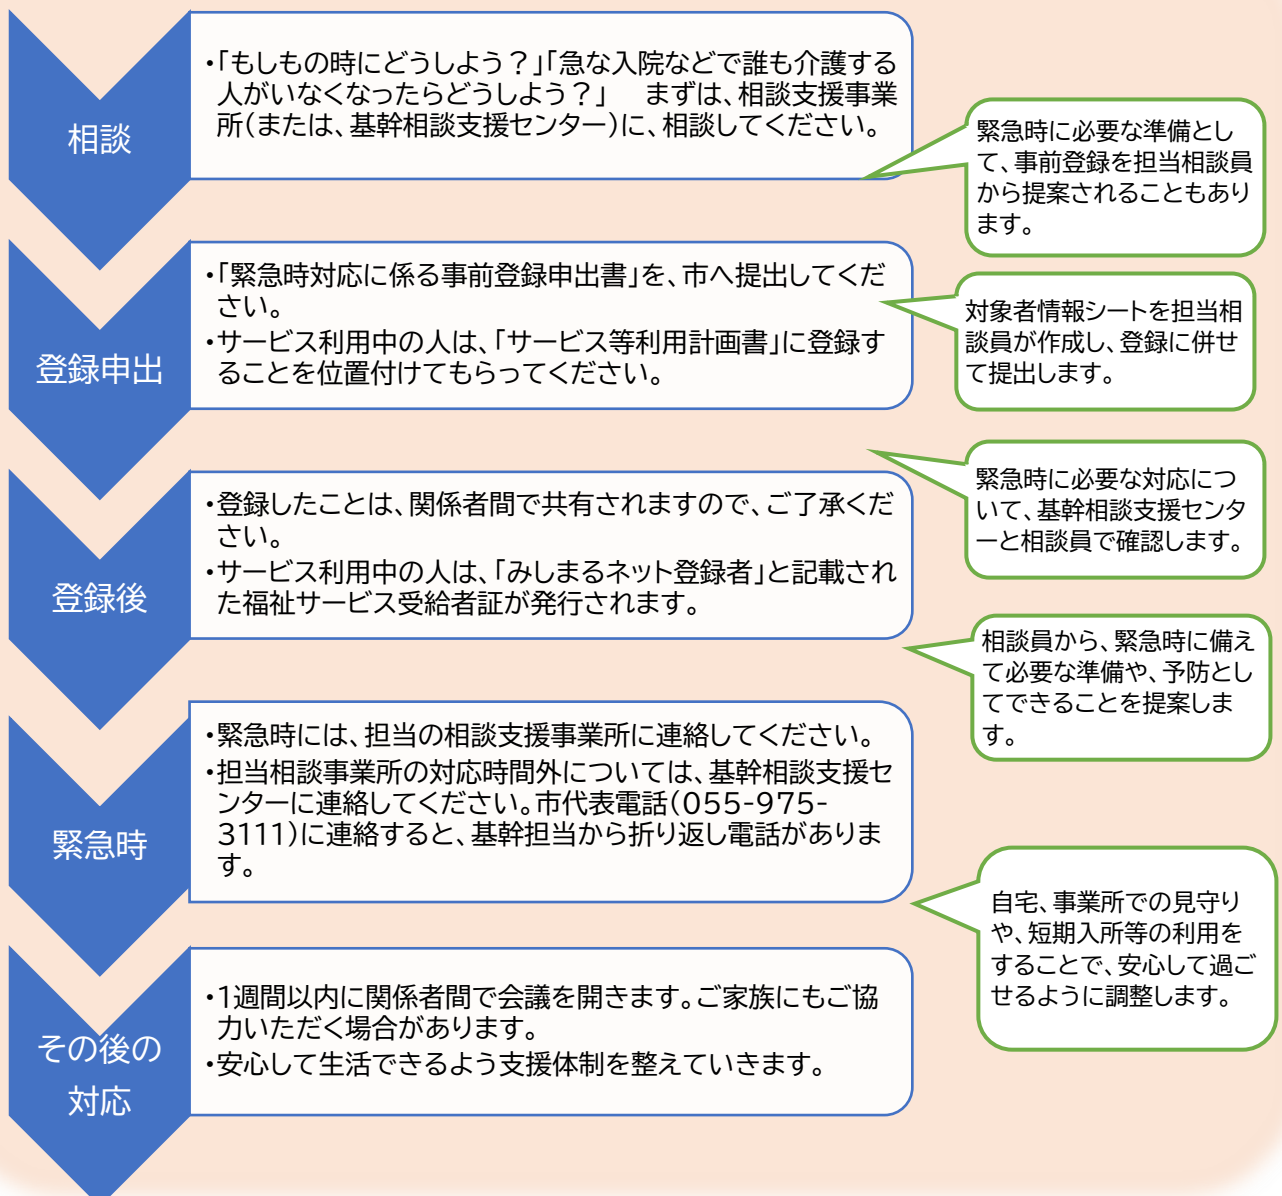 相談
・「もしもの時にどうしよう？」「急な入院などで誰も介護する
人がいなくなったらどうしよう？」　まずは、相談支援事業
所（または、基幹相談支援センター）に、相談してください。
緊急時に必要な準備とし
て、事前登録を担当相談員
から提案されることもあり
ます。
登録申出
・「緊急時対応に係る事前登録申出書」を、市へ提出してくだ
さい。
・サービス利用中の人は、「サービス等利用計画書」に登録す
ることを位置付けてもらってください。
対象者情報シートを担当相
談員が作成し、登録に併せ
て提出します。
緊急時に必要な対応につ
いて、基幹相談支援センタ
ーと相談員で確認します。
登録後
・登録したことは、関係者間で共有されますので、ご了承くだ
さい。
・サービス利用中の人は、「みしまるネット登録者」と記載され
た福祉サービス受給者証が発行されます。
相談員から、緊急時に備え
て必要な準備や、予防とし
てできることを提案しま
す。
緊急時
・緊急時には、担当の相談支援事業所に連絡してください。
・担当相談事業所の対応時間外については、基幹相談支援セ
ンターに連絡してください。市代表電話（055-975-
3111）に連絡すると、基幹担当から折り返し電話がありま
す。
自宅、事業所での見守り
や、短期入所等の利用を
することで、安心して過ご
せるように調整します。
その後の
対応
・1週間以内に関係者間で会議を開きます。ご家族にもご協
力いただく場合があります。
・安心して生活できるよう支援体制を整えていきます。